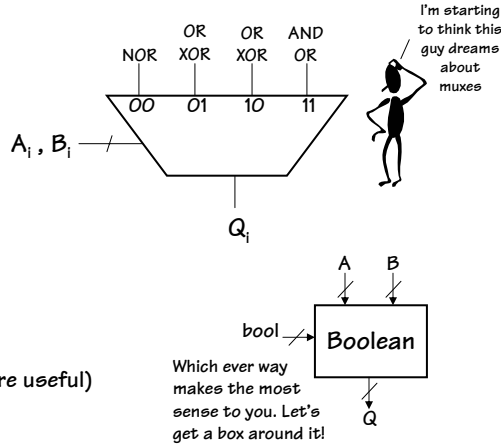 I'm starting
to think this
guy dreams
about
muxes
OR OR AND
NOR XOR XOR OR
00 01 10 11
Aᵢ , Bᵢ
Qᵢ
A B
bool Boolean
re useful)
Which ever way
makes the most
sense to you. Let's
get a box around it!
Q